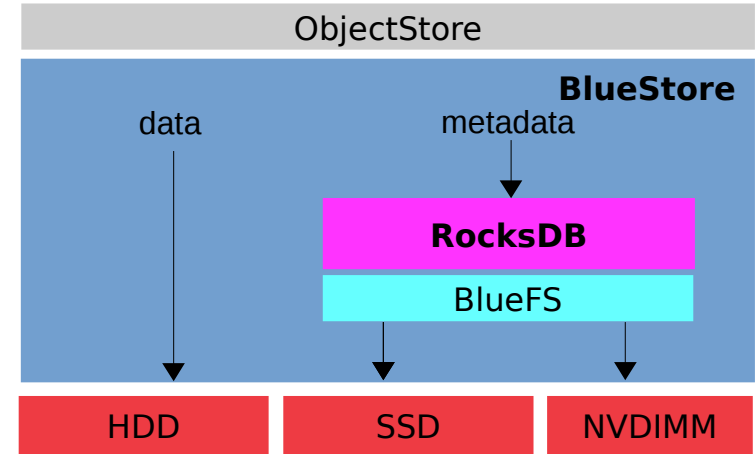 ObjectStore
BlueStore
data
metadata
RocksDB
BlueFS
HDD
SSD
NVDIMM